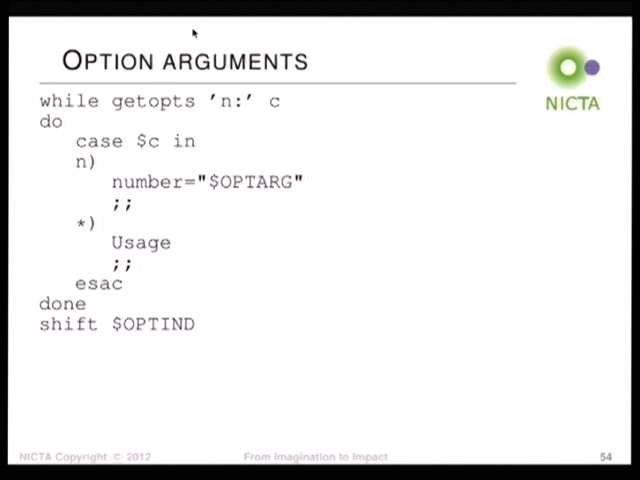 OPTION ARGUMENTS
NICTA
while getopts ’n:’ c
do
case $c in
n)
number="$OPTARG"
;;
*)
Usage
;;
esac
done
shift $OPTIND
NICTA Copyright © 2012
From Imagination to Impact
54